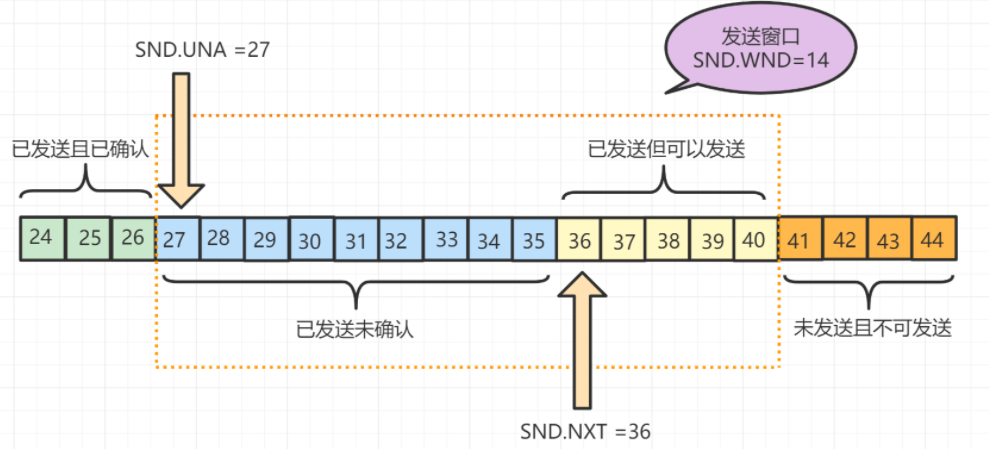 发送窗口
SND.WND=14
SND.UNA =27
已发送且已确认
已发送但可以发送
24 25 26 27 28 29 30 31 32 33 34 35 36 37 38 39 40 41 42 43 44
已发送未确认
未发送且不可发送
SND.NXT =36